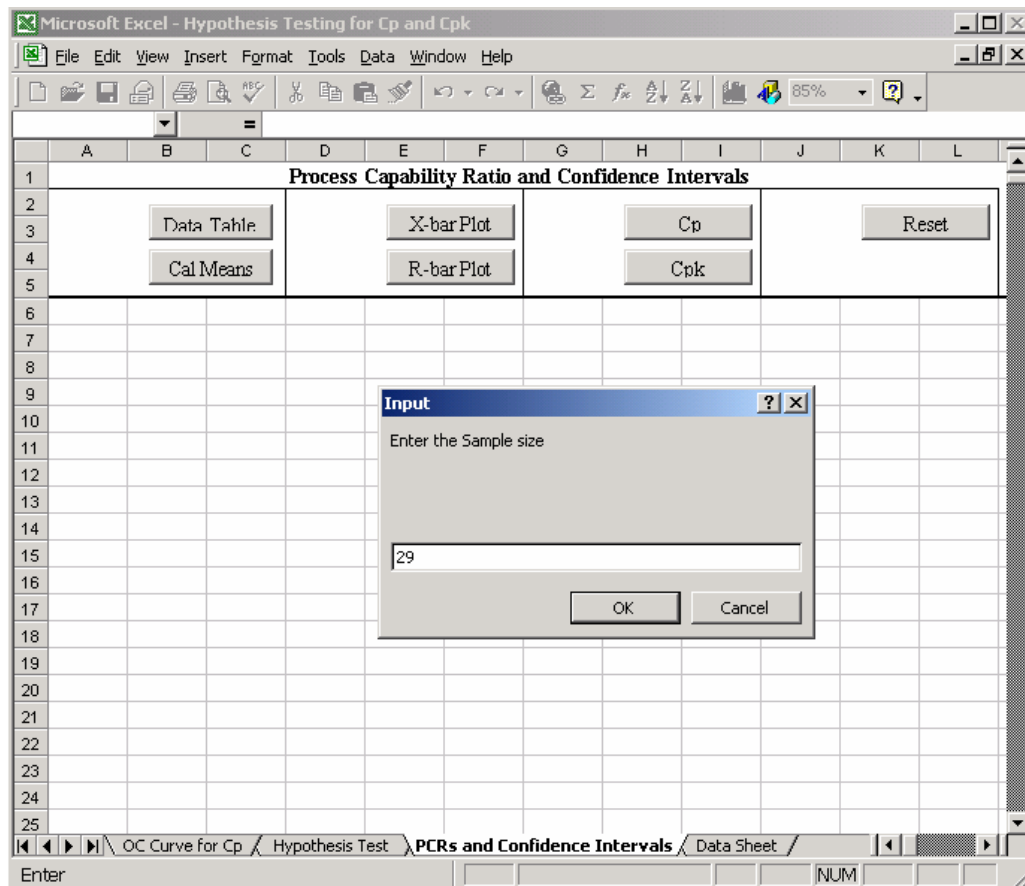 Microsoft Excel - Hypothesis Testing for Cp and Cpk
File Edit View Insert Format Tools Data Window Help
85%
=
A B C D E F G H I J K L
1 Process Capability Ratio and Confidence Intervals
2
3 Data Table X-bar Plot Cp Reset
4
5 Cal Means R-bar Plot Cpk
6
7
8
9
10
11
12
13
14
15
16
17
18
19
20
21
22
23
24
25
Input
Enter the Sample size
29
OK Cancel
OC Curve for Cp Hypothesis Test PCRs and Confidence Intervals Data Sheet
Enter NUM